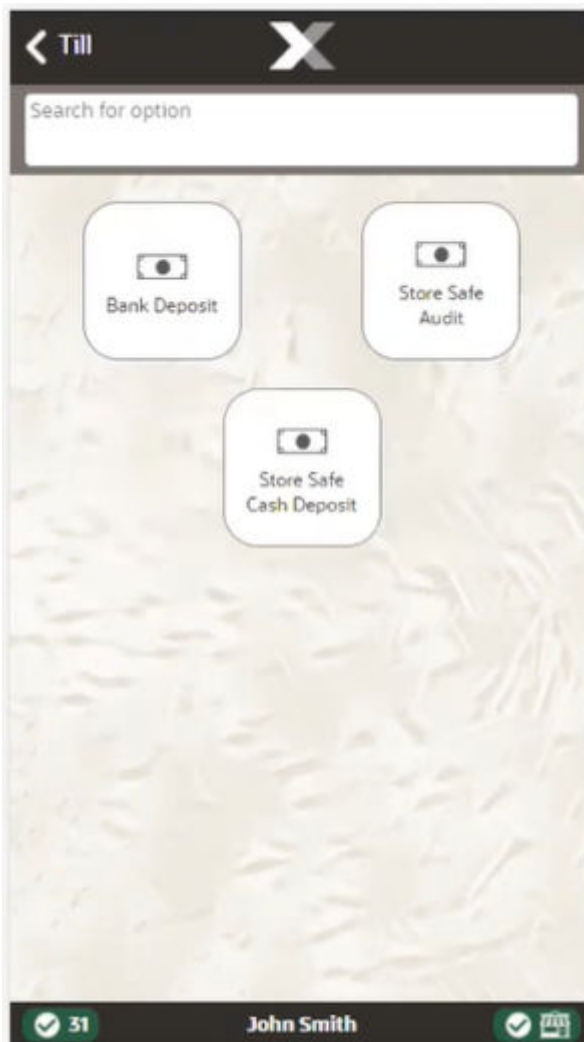 Till
Search for option
Bank Deposit
Store Safe
Audit
Store Safe
Cash Deposit
31
John Smith